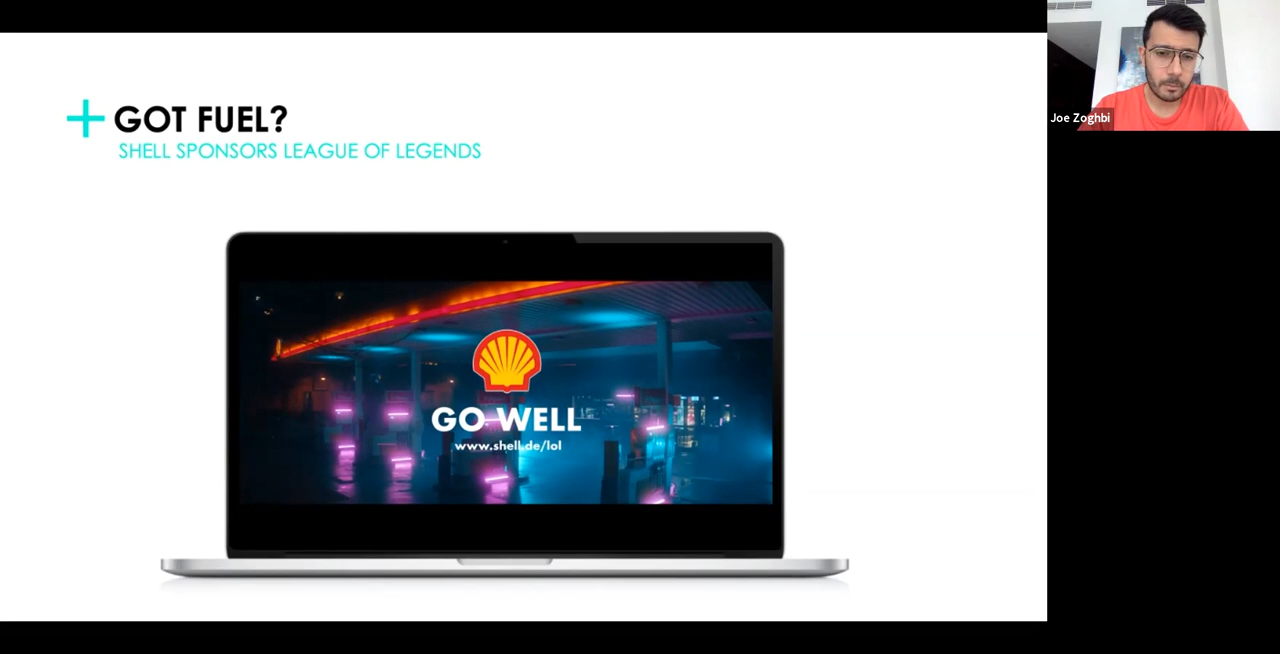 GOT FUEL?
SHELL SPONSORS LEAGUE OF LEGENDS
GO WELL
www.shell.de/lol
Joe Zoghbi